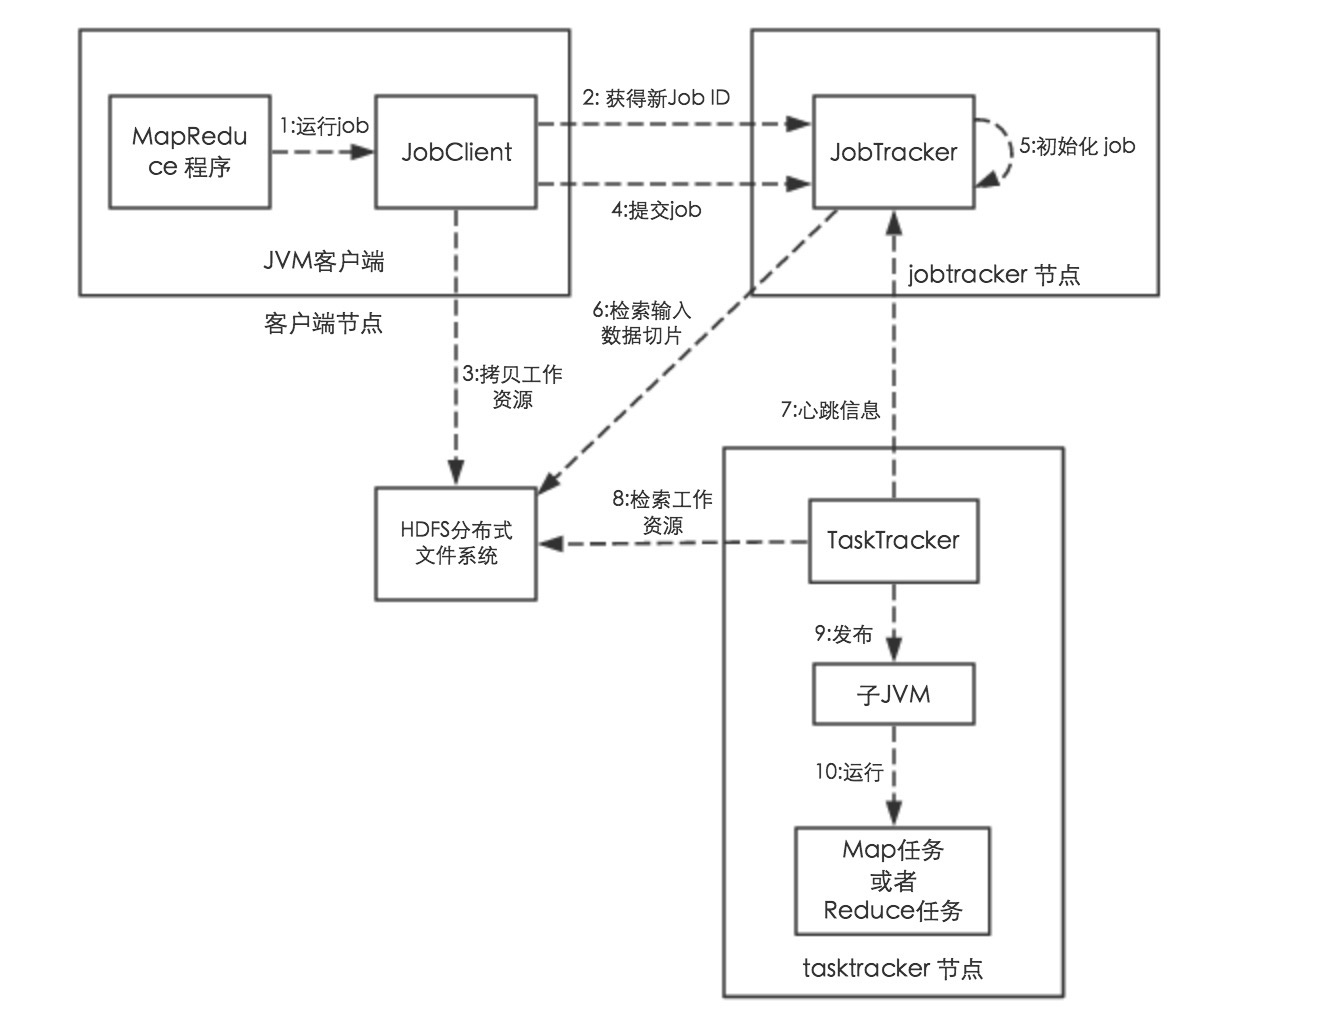 MapRedu
ce 程序
1:运行job
JobClient
2: 获得新Job ID
4:提交job
JobTracker
5:初始化 job
JVM客户端
客户端节点
jobtracker 节点
6:检索输入
数据切片
3:拷贝工作
资源
7:心跳信息
HDFS分布式
文件系统
8:检索工作
资源
TaskTracker
9:发布
子JVM
10:运行
Map任务
或者
Reduce任务
tasktracker 节点